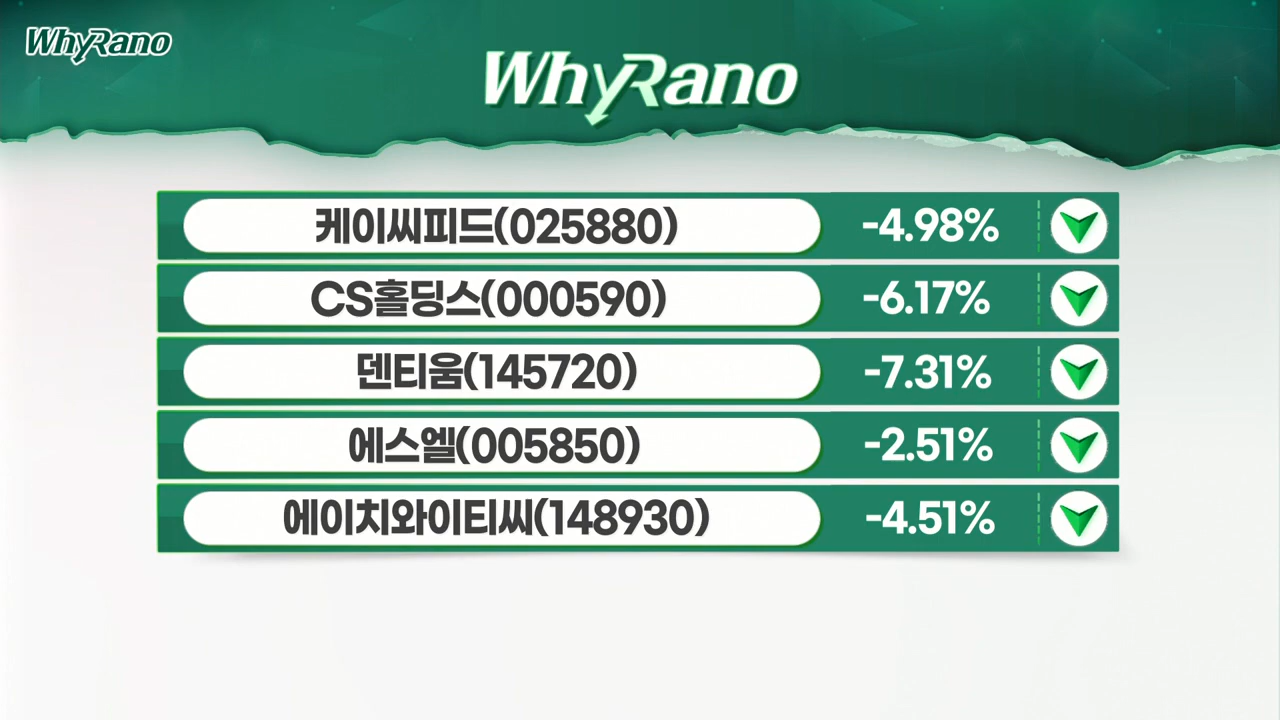 WhyRano
WhyRano
케이씨피드(025880) -4.98%
CS홀딩스(000590) -6.17%
덴티움(145720) -7.31%
에스엘(005850) -2.51%
에이치와이티씨(148930) -4.51%